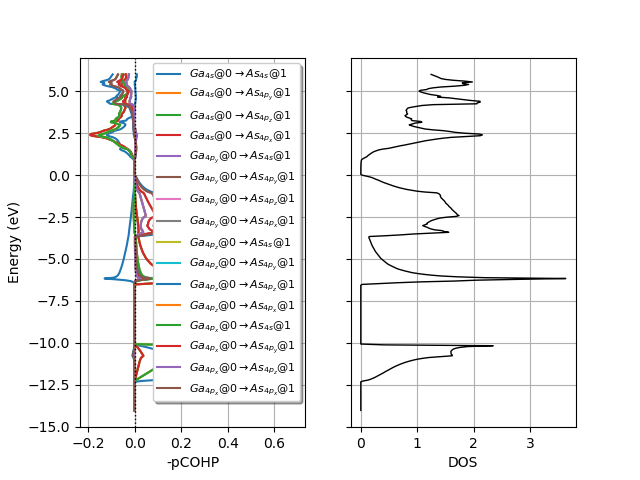 Energy (eV)
5.0
2.5
0.0
−2.5
−5.0
−7.5
−10.0
−12.5
−15.0
Ga4s@0→As4s@1
Ga4s@0→As4py@1
Ga4s@0→As4pz@1
Ga4s@0→As4px@1
Ga4py@0→As4s@1
Ga4py@0→As4py@1
Ga4py@0→As4pz@1
Ga4py@0→As4px@1
Ga4pz@0→As4s@1
Ga4pz@0→As4py@1
Ga4pz@0→As4pz@1
Ga4pz@0→As4px@1
Ga4px@0→As4s@1
Ga4px@0→As4py@1
Ga4px@0→As4pz@1
Ga4px@0→As4px@1
−0.2 0.0 0.2 0.4 0.6
-pCOHP
0 1 2 3
DOS